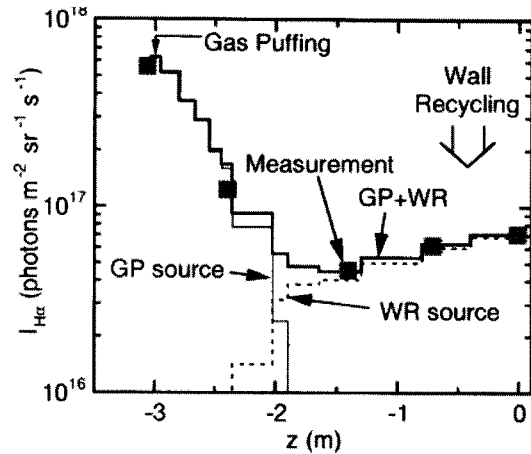 10¹⁸
Gas Puffing
Wall
Recycling
Measurement
10¹⁷
GP+WR
GP source
WR source
10¹⁶
I_Hα (photons m⁻² sr⁻¹ s⁻¹)
-3
-2
-1
0
z (m)